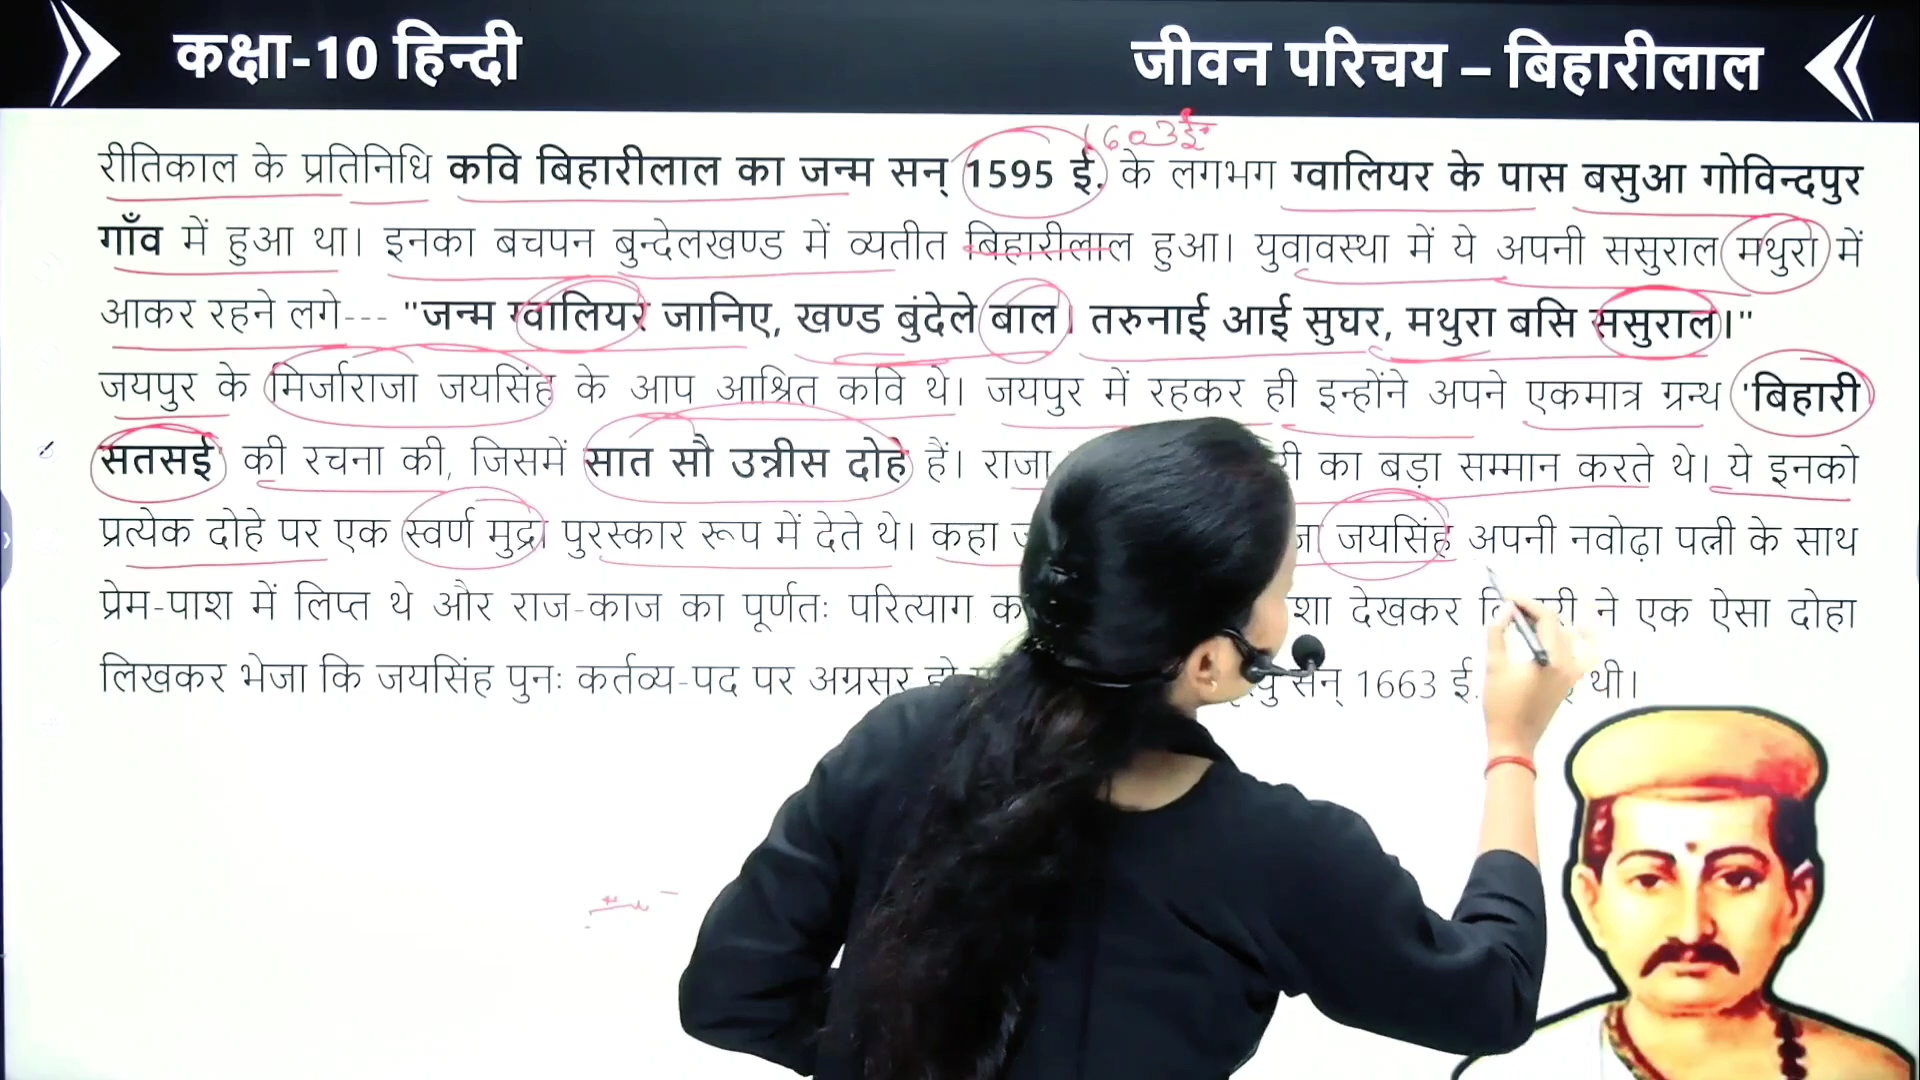 कक्षा-10 हिन्दी
जीवन परिचय – बिहारीलाल
1603ई॰
रीतिकाल के प्रतिनिधि कवि बिहारीलाल का जन्म सन् 1595 ई. के लगभग ग्वालियर के पास बसुआ गोविन्दपुर
गाँव में हुआ था। इनका बचपन बुन्देलखण्ड में व्यतीत बिहारीलाल हुआ। युवावस्था में ये अपनी ससुराल मथुरा में
आकर रहने लगे--- "जन्म ग्वालियर जानिए, खण्ड बुंदेले बाल। तरुनाई आई सुघर, मथुरा बसि ससुराल।"
जयपुर के मिर्जाराजा जयसिंह के आप आश्रित कवि थे। जयपुर में रहकर ही इन्होंने अपने एकमात्र ग्रन्थ 'बिहारी
सतसई' की रचना की, जिसमें सात सौ उन्नीस दोहे हैं। राजा का बड़ा सम्मान करते थे। ये इनको
प्रत्येक दोहे पर एक स्वर्ण मुद्रा पुरस्कार रूप में देते थे। कहा जयसिंह अपनी नवोढ़ा पत्नी के साथ
प्रेम-पाश में लिप्त थे और राज-काज का पूर्णतः परित्याग देखकर ने एक ऐसा दोहा
लिखकर भेजा कि जयसिंह पुनः कर्तव्य-पद पर अग्रसर सन् 1663 ई. थी।